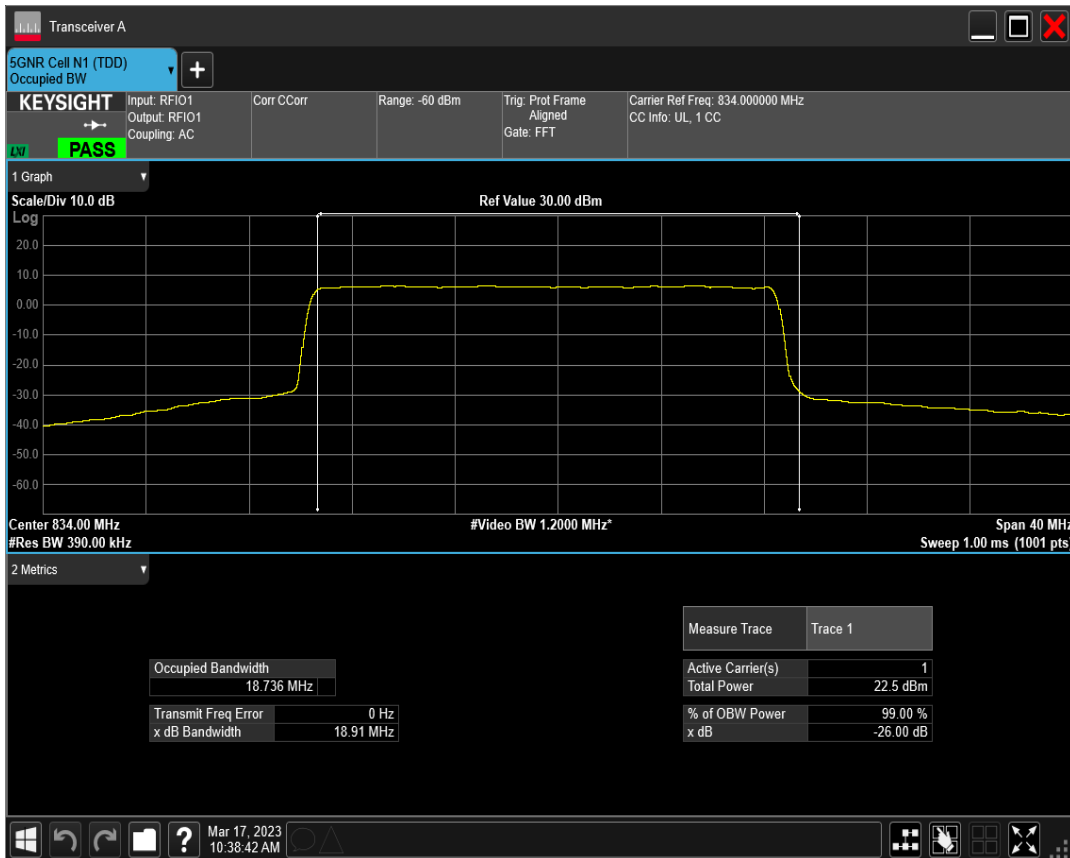 Transceiver A
5GNR Cell N1 (TDD)
Occupied BW
KEYSIGHT
LXI
PASS
Input: RFIO1
Output: RFIO1
Coupling: AC
Corr CCorr
Range: -60 dBm
Trig: Prot Frame
Aligned
Gate: FFT
Carrier Ref Freq: 834.000000 MHz
CC Info: UL, 1 CC
1 Graph
Scale/Div 10.0 dB
Ref Value 30.00 dBm
Log
20.0
10.0
0.00
-10.0
-20.0
-30.0
-40.0
-50.0
-60.0
Center 834.00 MHz
#Video BW 1.2000 MHz*
Span 40 MHz
#Res BW 390.00 kHz
Sweep 1.00 ms (1001 pts)
2 Metrics
Measure Trace Trace 1
Occupied Bandwidth
18.736 MHz
Active Carrier(s) 1
Total Power 22.5 dBm
Transmit Freq Error 0 Hz
x dB Bandwidth 18.91 MHz
% of OBW Power 99.00 %
x dB -26.00 dB
?
Mar 17, 2023
10:38:42 AM